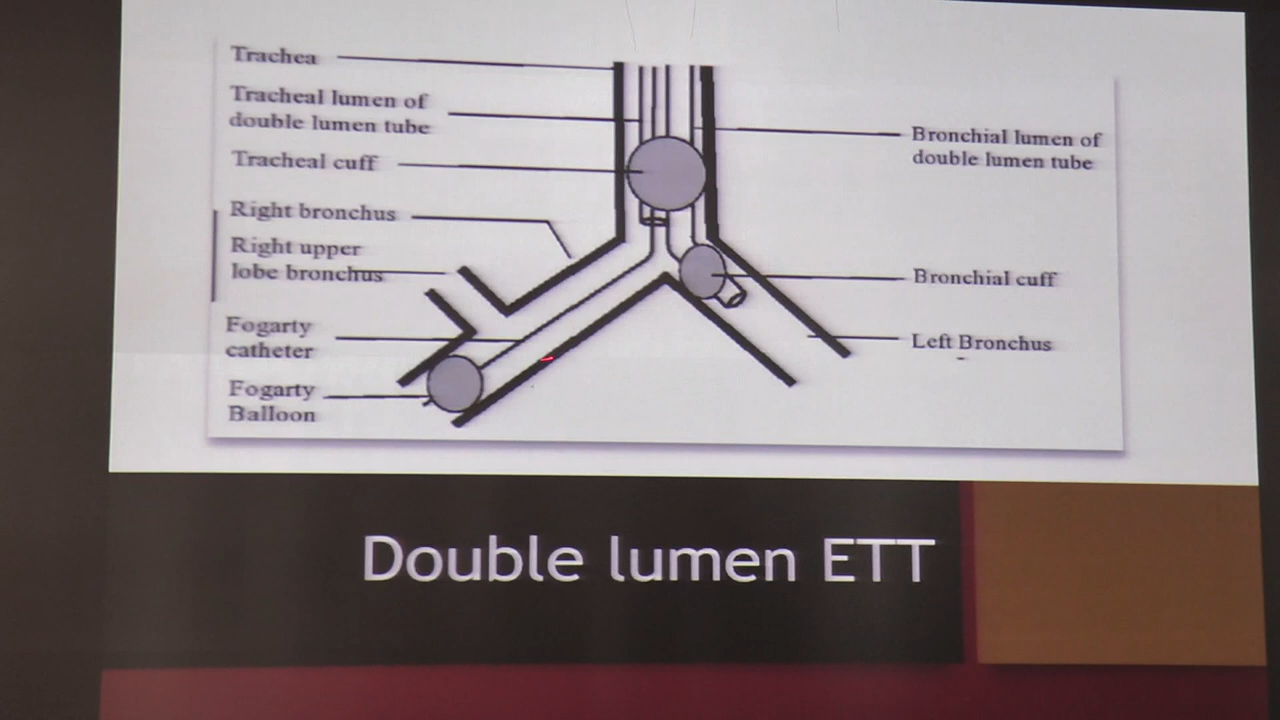 Trachea
Tracheal lumen of
double lumen tube
Tracheal cuff
Right bronchus
Right upper
lobe bronchus
Fogarty
catheter
Fogarty
Balloon
Bronchial lumen of
double lumen tube
Bronchial cuff
Left Bronchus
Double lumen ETT